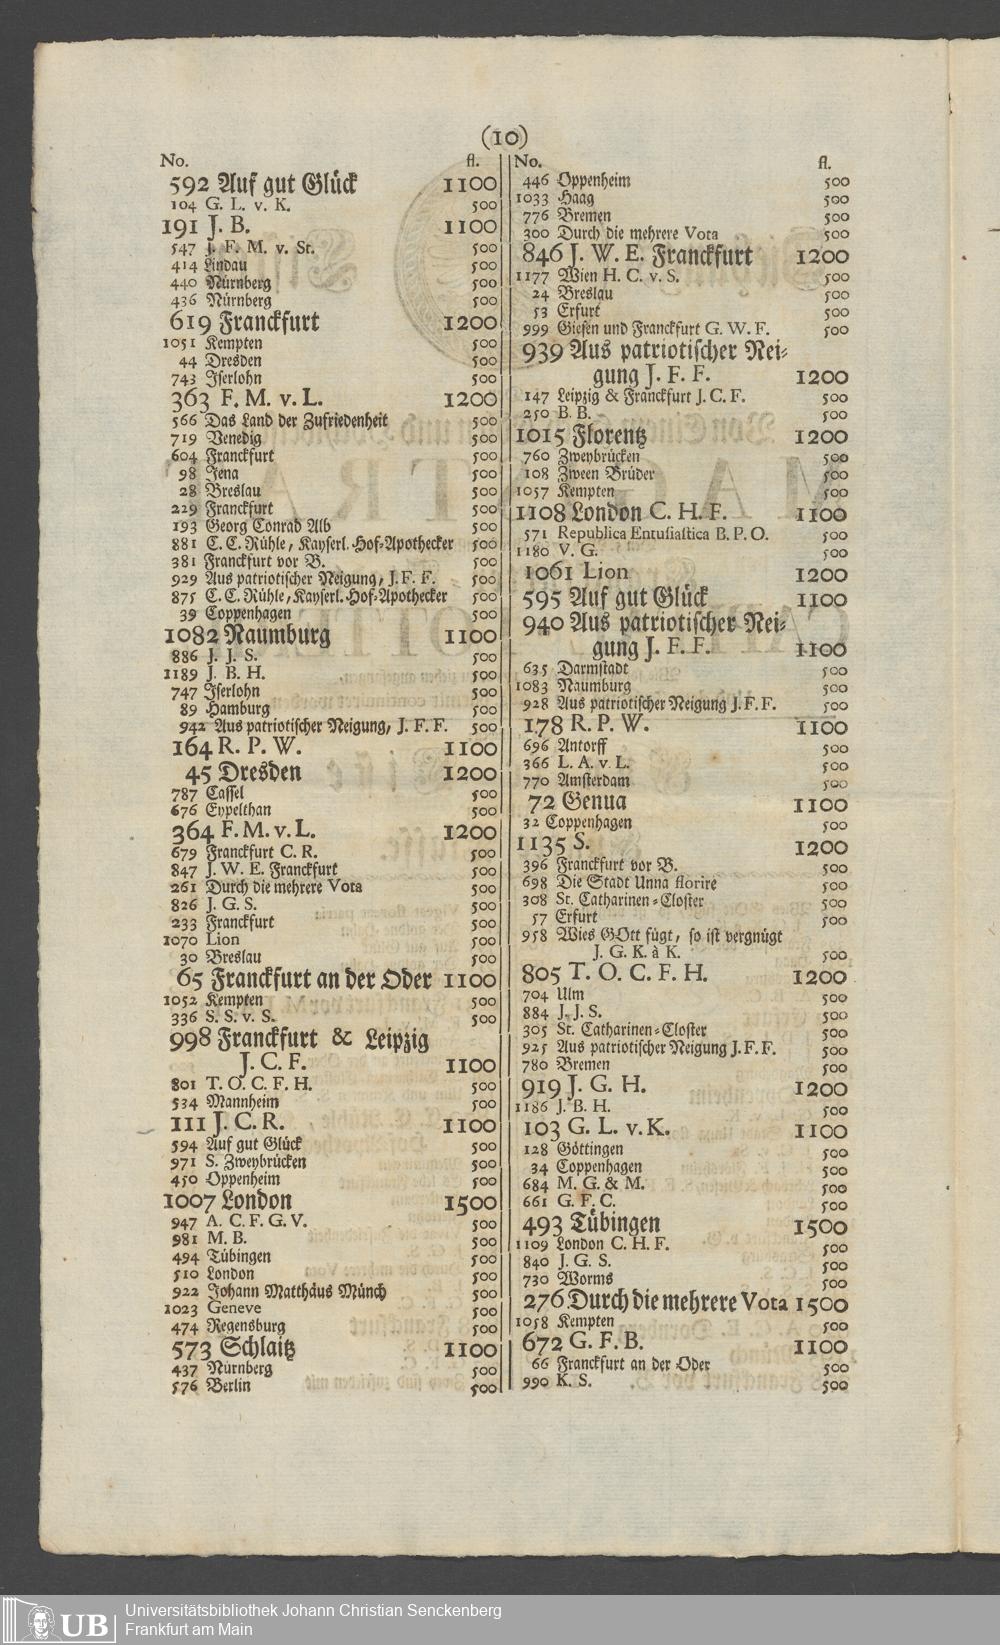 (10)
No. fl.
592 Auf gut Glück 1100
104 G. L. v. K. 500
191 J. B. 1100
547 J. F. M. v. St. 500
414 Lindau 500
440 Nürnberg 500
436 Nürnberg 500
619 Franckfurt 1200
1051 Kempten 500
44 Dresden 500
743 Iserlohn 500
363 F. M. v. L. 1200
566 Das Land der Zufriedenheit 500
719 Venedig 500
604 Franckfurt 500
98 Jena 500
28 Breslau 500
229 Franckfurt 500
193 Georg Conrad Alb 500
881 C. C. Rühle, Kayserl. Hof-Apothecker 500
381 Franckfurt vor B. 500
929 Aus patriotischer Neigung, J. F. F. 500
875 C. C. Rühle, Kayserl. Hof-Apothecker 500
39 Coppenhagen 500
1082 Naumburg 1100
886 J. J. S. 500
1189 J. B. H. 500
747 Iserlohn 500
89 Hamburg 500
942 Aus patriotischer Neigung, J. F. F. 500
164 R. P. W. 1100
45 Dresden 1200
787 Cassel 500
676 Eypelthan 500
364 F. M. v. L. 1200
679 Franckfurt C. R. 500
847 J. W. E. Franckfurt 500
261 Durch die mehrere Vota 500
826 J. G. S. 500
233 Franckfurt 500
1070 Lion 500
30 Breslau 500
65 Franckfurt an der Oder 1100
1052 Kempten 500
336 S. S. v. S. 500
998 Franckfurt & Leipzig
J. C. F. 1100
801 T. O. C. F. H. 500
534 Mannheim 500
111 J. C. R. 1100
594 Auf gut Glück 500
971 S. Zweybrücken 500
450 Oppenheim 500
1007 London 1500
947 A. C. F. G. V. 500
981 M. B. 500
494 Tübingen 500
510 London 500
922 Johann Matthäus Münch 500
1023 Geneve 500
474 Regensburg 500
573 Schlaitz 1100
437 Nürnberg 500
576 Berlin 500
No. fl.
446 Oppenheim 500
1033 Haag 500
776 Bremen 500
300 Durch die mehrere Vota 500
846 J. W. E. Franckfurt 1200
1177 Wien H. C. v. S. 500
24 Breslau 500
53 Erfurt 500
999 Giesen und Franckfurt G. W. F. 500
939 Aus patriotischer Nei-
gung J. F. F. 1200
147 Leipzig & Franckfurt J. C. F. 500
250 B. B. 500
1015 Florentz 1200
760 Zweybrücken 500
108 Zween Brüder 500
1057 Kempten 500
1108 London C. H. F. 1100
571 Republica Entusiastica B. P. O. 500
1180 V. G. 500
1061 Lion 1200
595 Auf gut Glück 1100
940 Aus patriotischer Nei-
gung J. F. F. 1100
635 Darmstadt 500
1083 Naumburg 500
928 Aus patriotischer Neigung J. F. F. 500
178 R. P. W. 1100
696 Antorff 500
366 L. A. v. L. 500
770 Amsterdam 500
72 Genua 1100
32 Coppenhagen 500
1135 S. 1200
396 Franckfurt vor B. 500
698 Die Stadt Unna florire 500
308 St. Catharinen-Closter 500
57 Erfurt 500
958 Wies GOtt fügt, so ist vergnügt
J. G. K. à K. 500
805 T. O. C. F. H. 1200
704 Ulm 500
884 J. J. S. 500
305 St. Catharinen-Closter 500
925 Aus patriotischer Neigung J. F. F. 500
780 Bremen 500
919 J. G. H. 1200
1186 J. B. H. 500
103 G. L. v. K. 1100
128 Göttingen 500
34 Coppenhagen 500
684 M. G. & M. 500
661 G. F. C. 500
493 Tübingen 1500
1109 London C. H. F. 500
840 J. G. S. 500
730 Worms 500
276 Durch die mehrere Vota 1500
1058 Kempten 500
672 G. F. B. 1100
66 Franckfurt an der Oder 500
990 K. S. 500
UB
Universitätsbibliothek Johann Christian Senckenberg
Frankfurt am Main